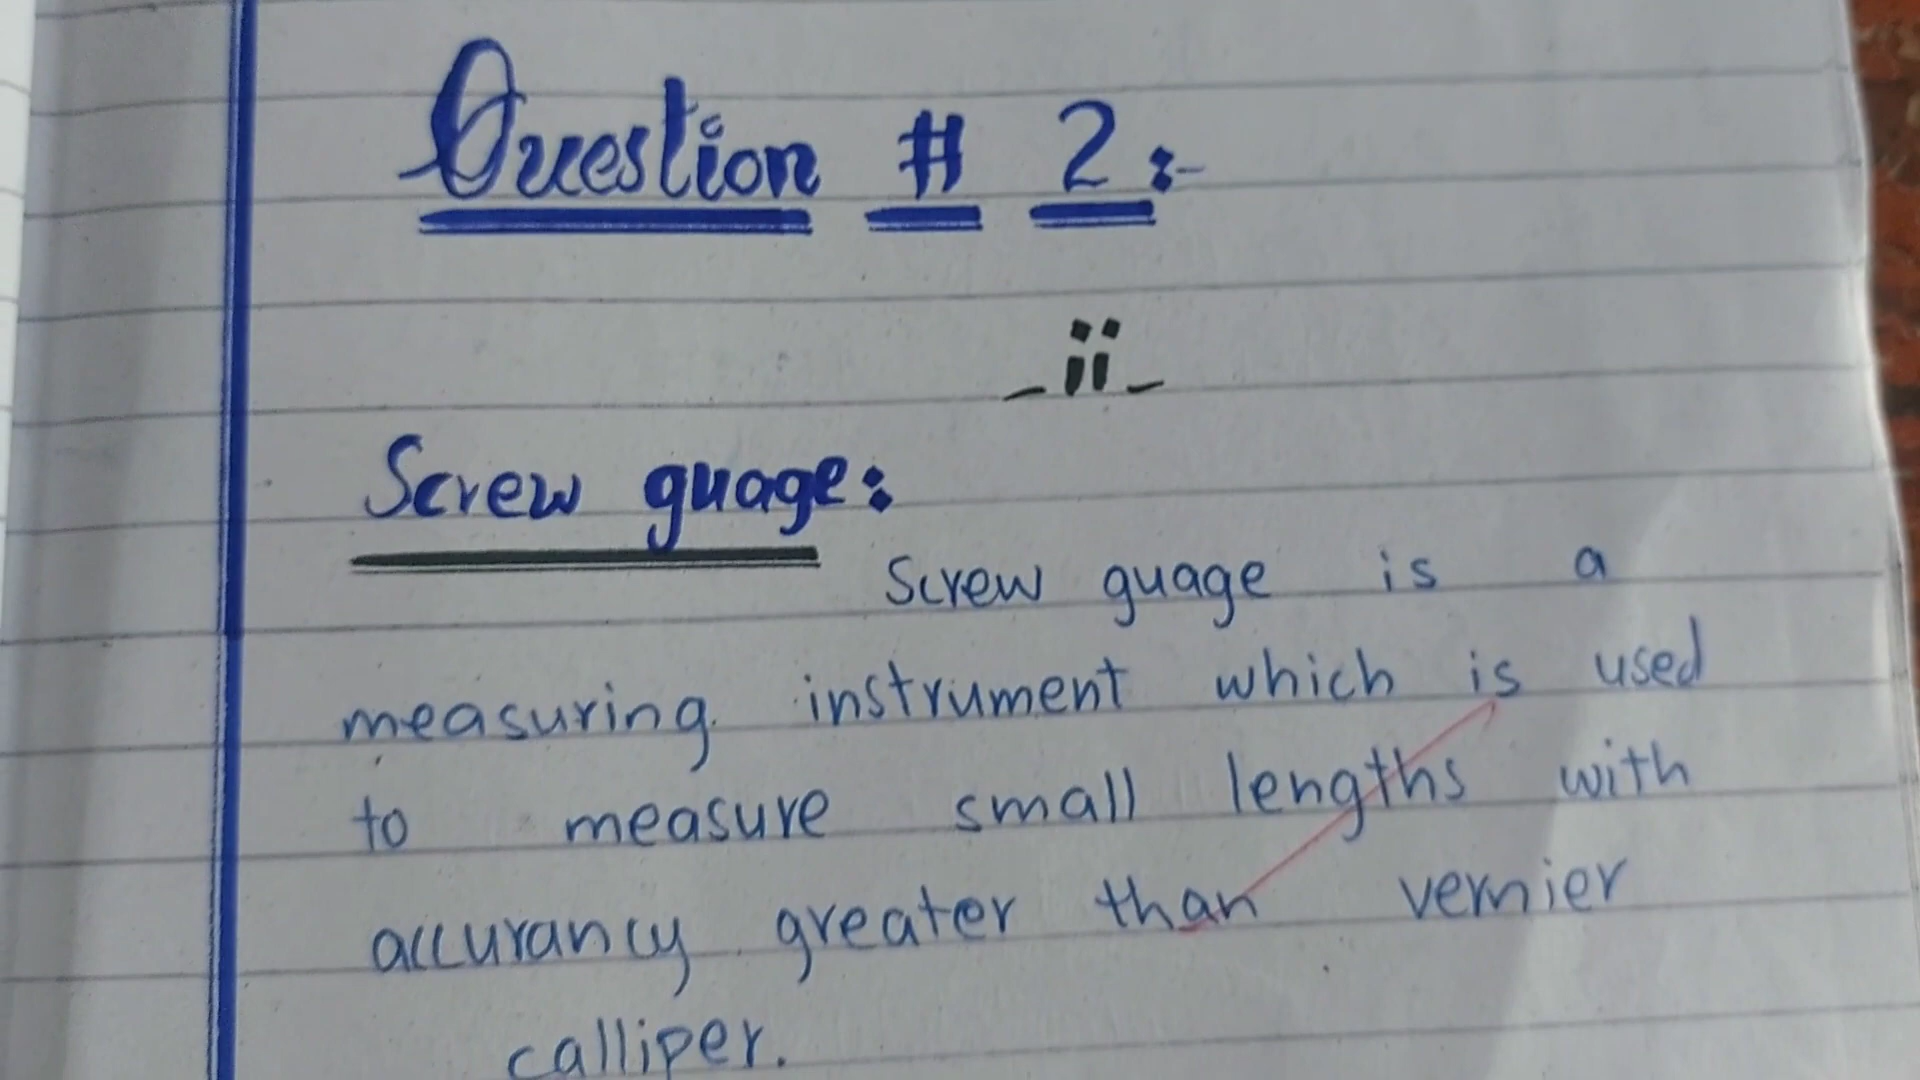 Question # 2:-
_ii_
Screw guage:
Screw guage is a
measuring instrument which is used
to measure small lengths with
accurancy greater than vernier
calliper.